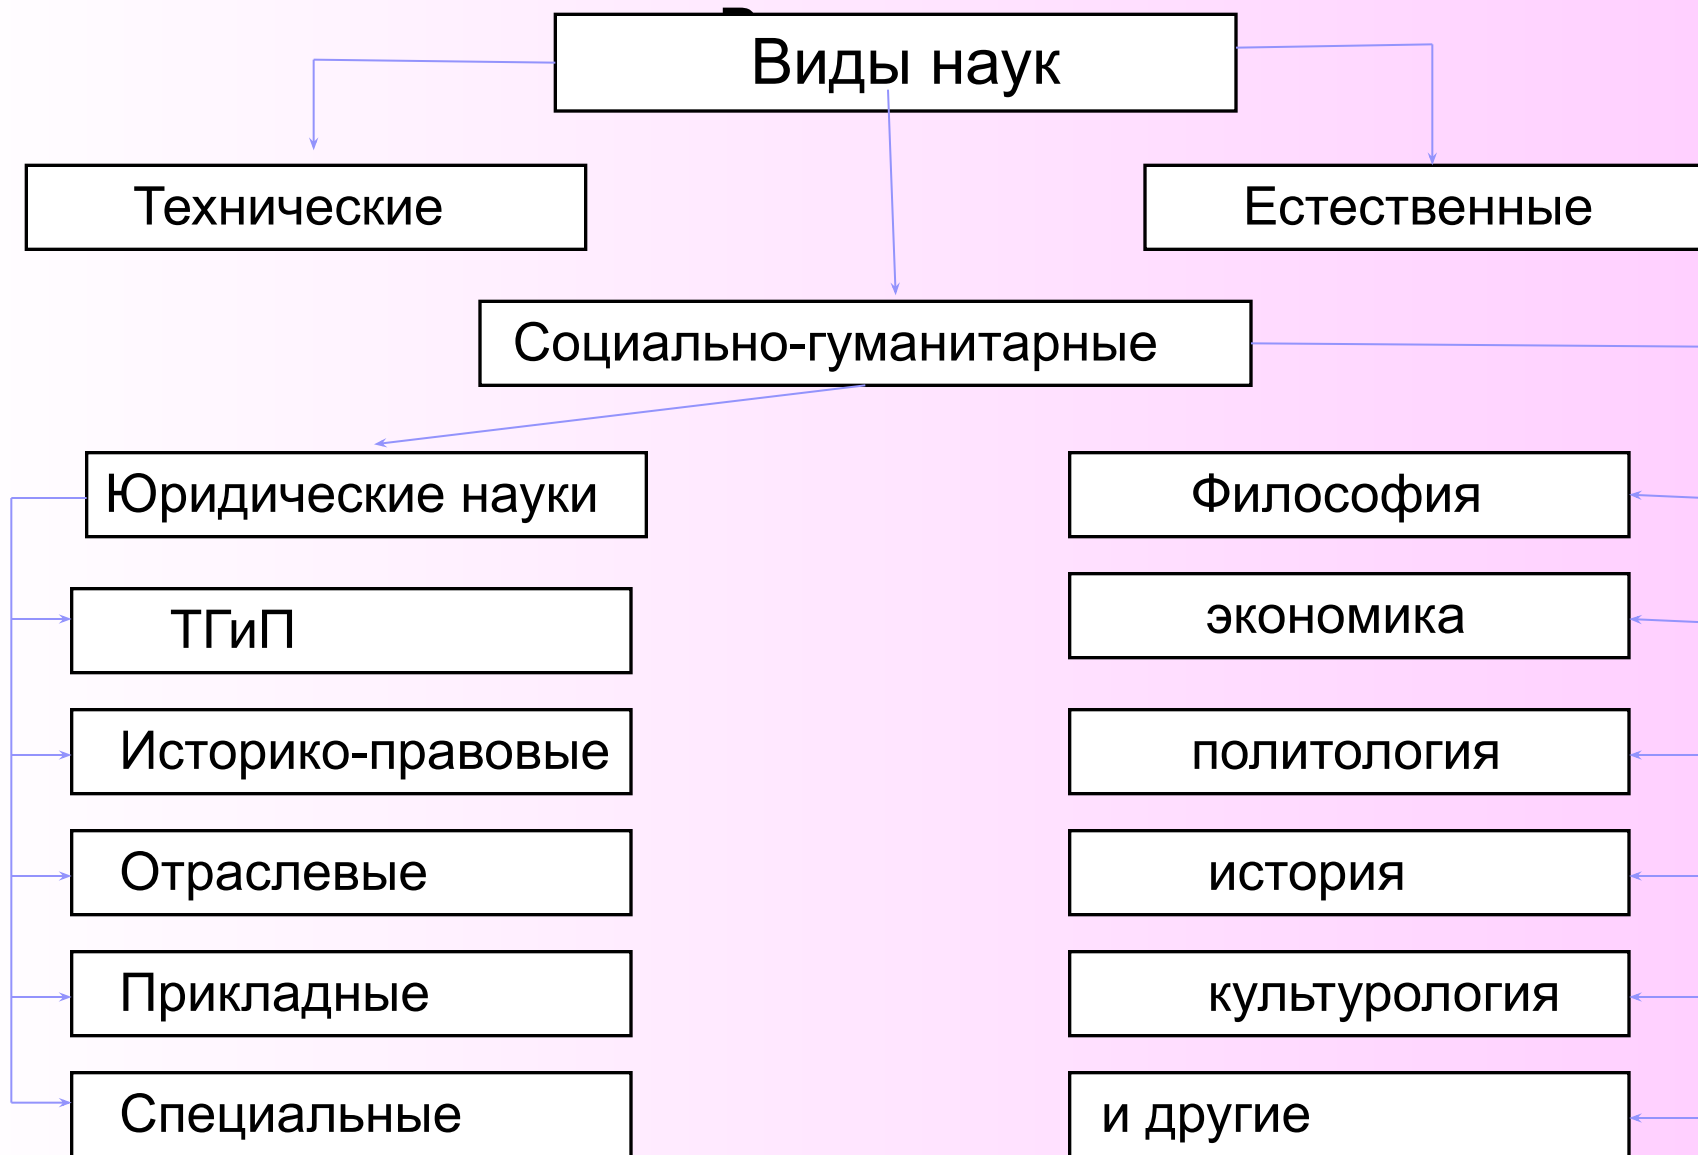 Виды наук
Технические
Естественные
Социально-гуманитарные
Юридические науки
Философия
ТГиП
экономика
Историко-правовые
политология
Отраслевые
история
Прикладные
культурология
Специальные
и другие